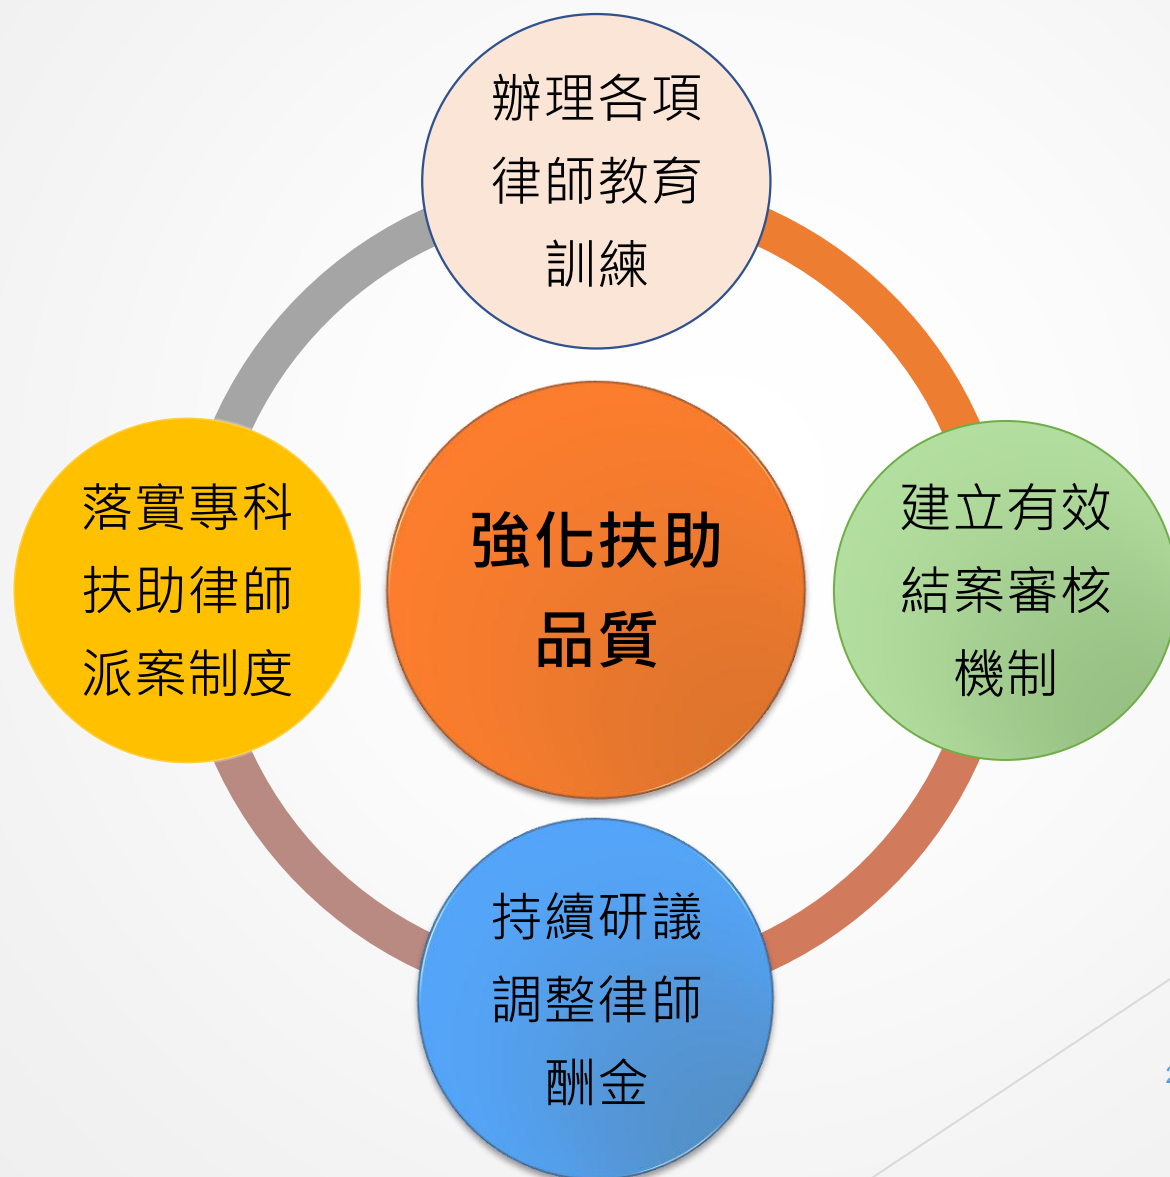 辦理各項
律師教育
訓練
落實專科
扶助律師
派案制度
強化扶助
品質
建立有效
結案審核
機制
持續研議
調整律師
酬金